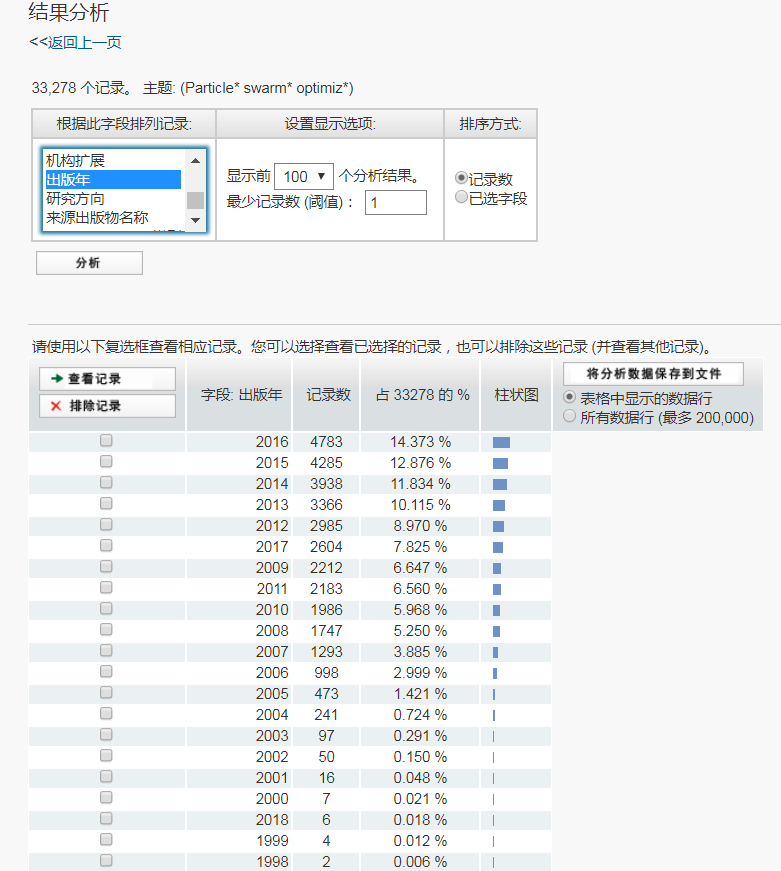 结果分析
<<返回上一页
33,278 个记录。 主题: (Particle* swarm* optimiz*)
根据此字段排列记录: 设置显示选项: 排序方式:
机构扩展
出版年
研究方向
来源出版物名称
显示前 100 个分析结果。
最少记录数 (阈值)： 1
记录数
已选字段
分析
请使用以下复选框查看相应记录。您可以选择查看已选择的记录，也可以排除这些记录 (并查看其他记录)。
查看记录
排除记录
字段: 出版年 记录数 占 33278 的 % 柱状图
将分析数据保存到文件
表格中显示的数据行
所有数据行 (最多 200,000)
2016 4783 14.373 %
2015 4285 12.876 %
2014 3938 11.834 %
2013 3366 10.115 %
2012 2985 8.970 %
2017 2604 7.825 %
2009 2212 6.647 %
2011 2183 6.560 %
2010 1986 5.968 %
2008 1747 5.250 %
2007 1293 3.885 %
2006 998 2.999 %
2005 473 1.421 %
2004 241 0.724 %
2003 97 0.291 %
2002 50 0.150 %
2001 16 0.048 %
2000 7 0.021 %
2018 6 0.018 %
1999 4 0.012 %
1998 2 0.006 %